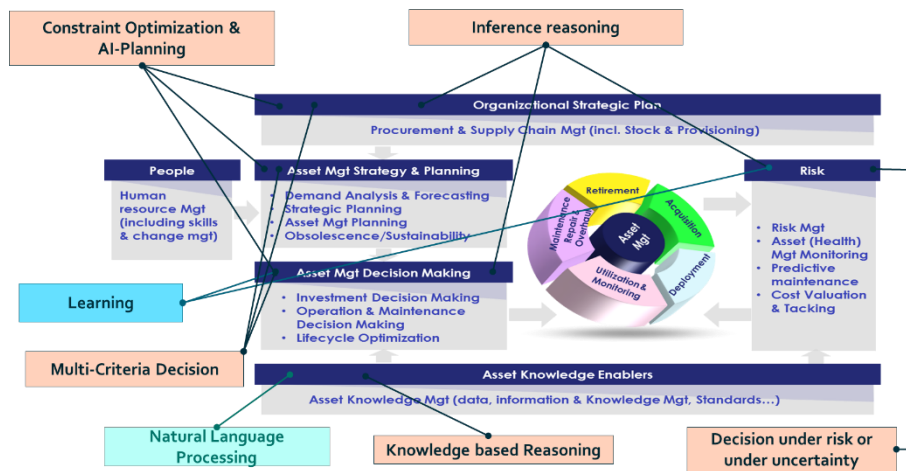 Constraint Optimization &
AI-Planning
Inference reasoning
Organizational Strategic Plan
Procurement & Supply Chain Mgt (incl. Stock & Provisioning)
People
Human
resource Mgt
(including skills
& change mgt)
Asset Mgt Strategy & Planning
• Demand Analysis & Forecasting
• Strategic Planning
• Asset Mgt Planning
• Obsolescence/Sustainability
Retirement
Acquisition
Deployment
Utilization &
Monitoring
Maintenance
Repair &
Overhaul
Asset
Mgt
Risk
• Risk Mgt
• Asset (Health)
Mgt Monitoring
• Predictive
maintenance
• Cost Valuation
& Tacking
Asset Mgt Decision Making
• Investment Decision Making
• Operation & Maintenance
Decision Making
• Lifecycle Optimization
Learning
Multi-Criteria Decision
Asset Knowledge Enablers
Asset Knowledge Mgt (data, information & Knowledge Mgt, Standards...)
Natural Language
Processing
Knowledge based Reasoning
Decision under risk or
under uncertainty